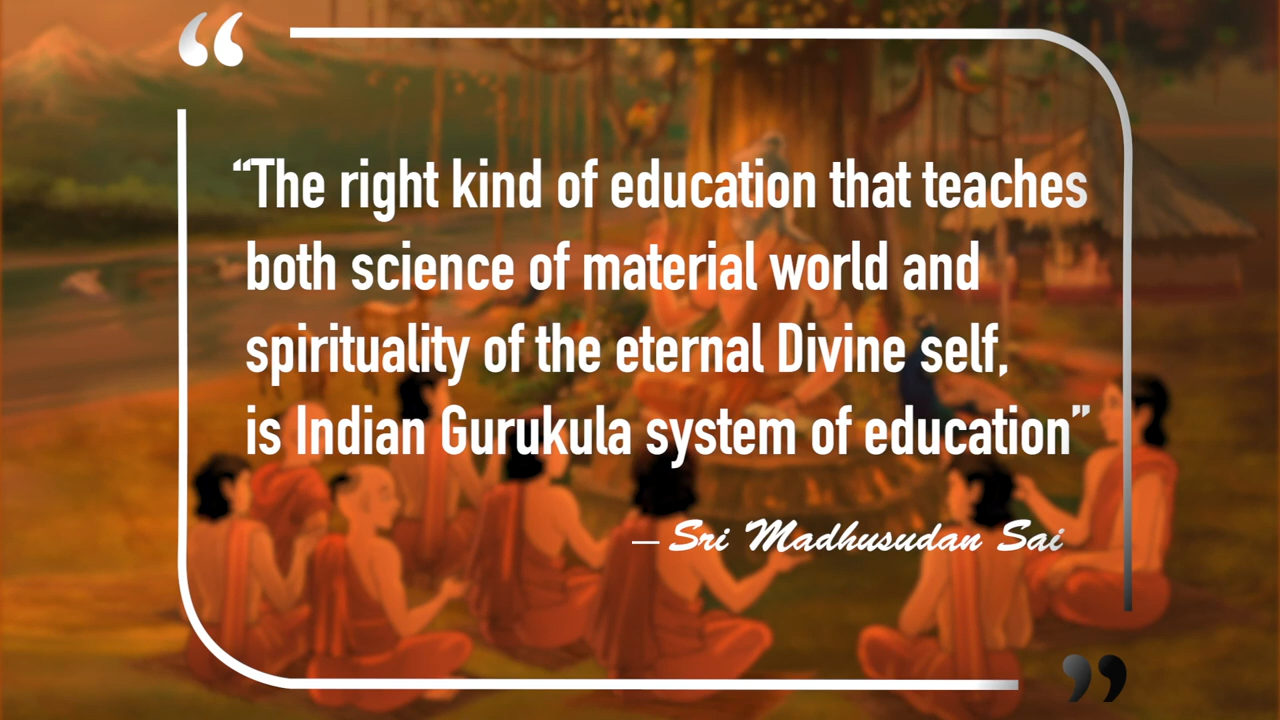 “The right kind of education that teaches
both science of material world and
spirituality of the eternal Divine self,
is Indian Gurukula system of education”
— Sri Madhusudan Sai